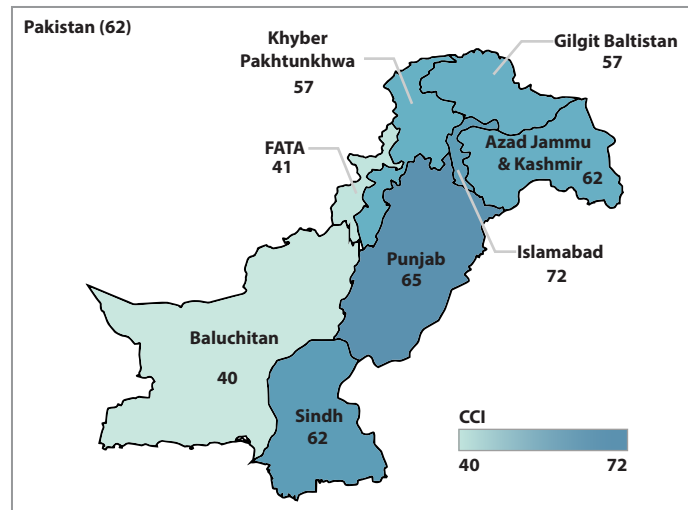 Pakistan (62)
Khyber
Pakhtunkhwa
57
Gilgit Baltistan
57
FATA
41
Azad Jammu
& Kashmir
62
Islamabad
72
Punjab
65
Baluchitan
40
Sindh
62
CCI
40 72